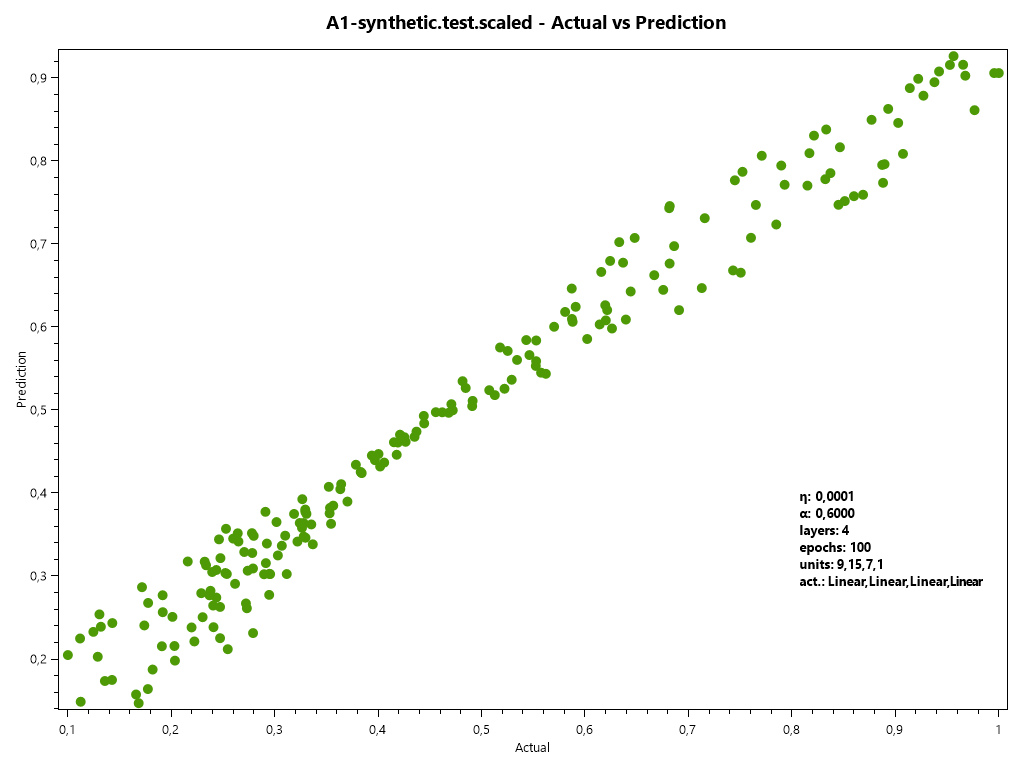 A1-synthetic.test.scaled - Actual vs Prediction
0,9
0,8
0,7
0,6
0,5
0,4
0,3
0,2
Prediction
η: 0,0001
α: 0,6000
layers: 4
epochs: 100
units: 9,15,7,1
act.: Linear,Linear,Linear,Linear
0,1 0,2 0,3 0,4 0,5 0,6 0,7 0,8 0,9 1
Actual